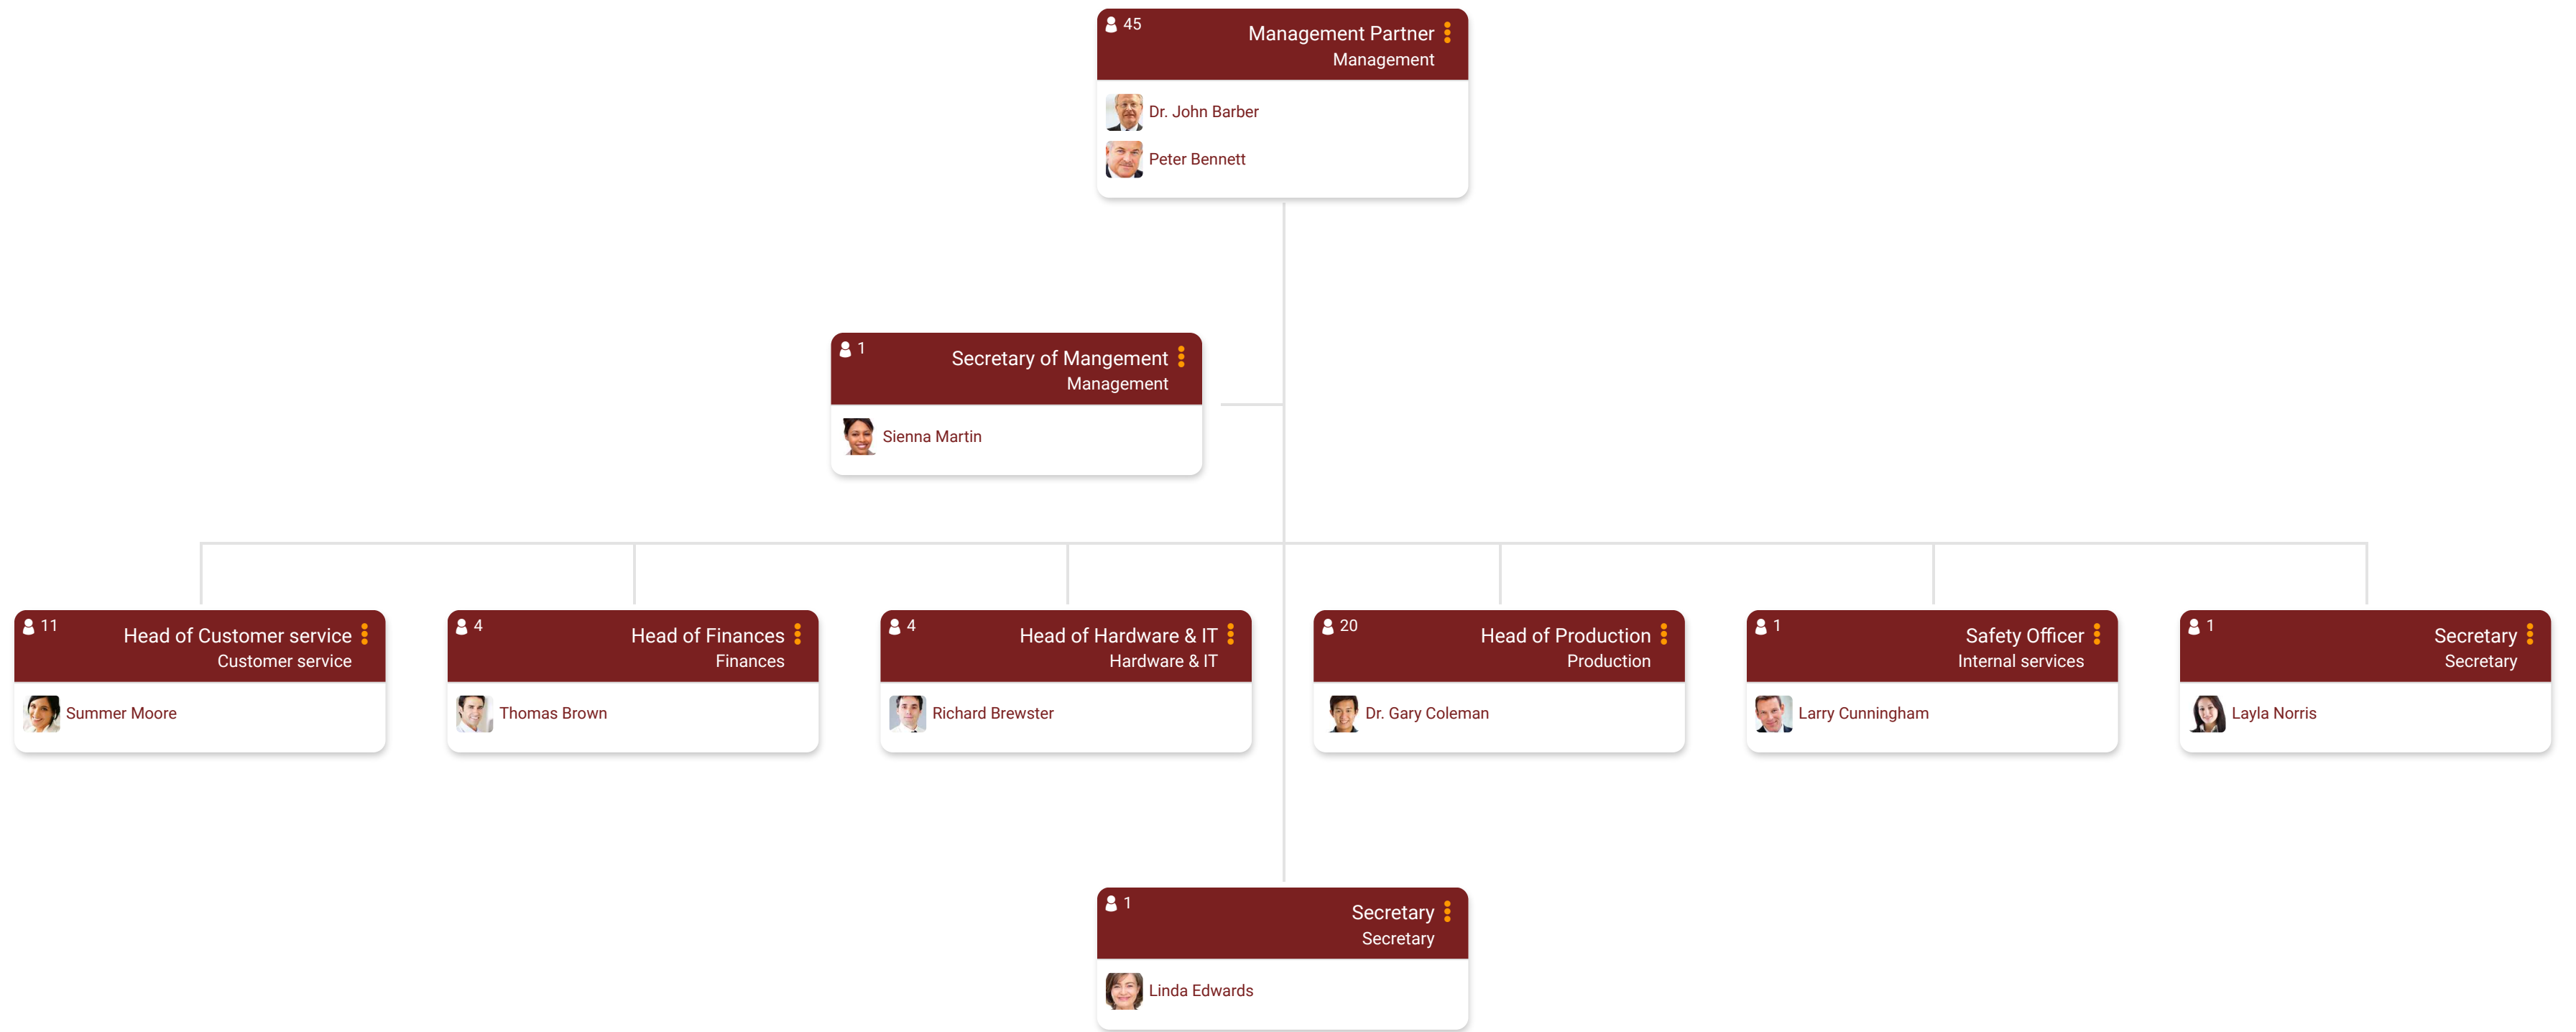 45
Management Partner
Management
Dr. John Barber
Peter Bennett
1
Secretary of Mangement
Management
Sienna Martin
11
Head of Customer service
Customer service
Summer Moore
4
Head of Finances
Finances
Thomas Brown
4
Head of Hardware & IT
Hardware & IT
Richard Brewster
20
Head of Production
Production
Dr. Gary Coleman
1
Safety Officer
Internal services
Larry Cunningham
1
Secretary
Secretary
Layla Norris
1
Secretary
Secretary
Linda Edwards